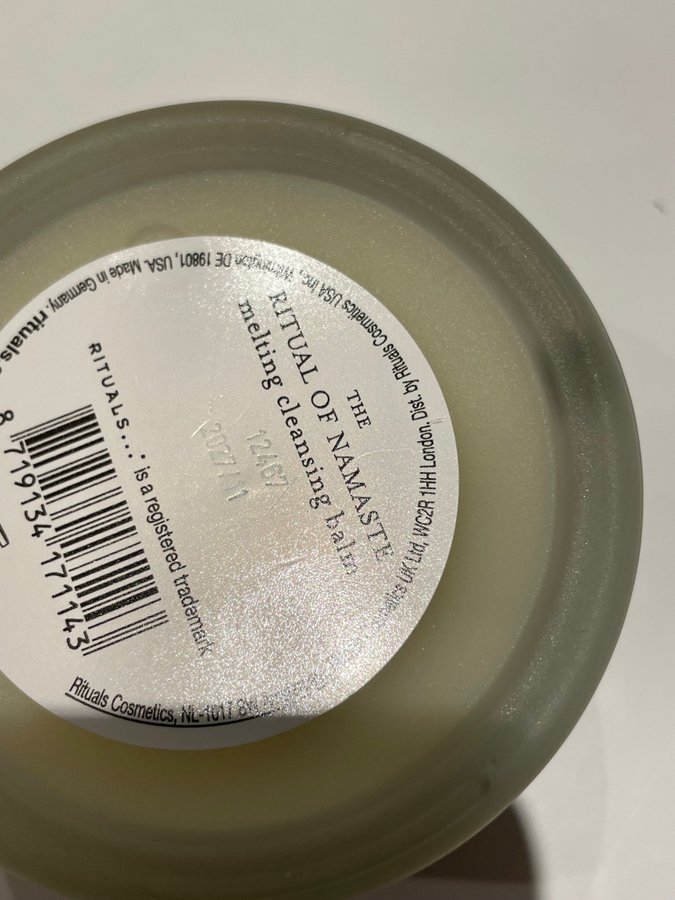 THE
RITUAL OF NAMASTE
melting cleansing balm
12467
2027/11
RITUALS... is a registered trademark
8 719134 171143
Rituals Cosmetics, NL-1017
UK Ltd, WC2R 1HH London. Dist. by Rituals Cosmetics USA Inc., Wilmington DE 19801, USA. Made in Germany. rituals